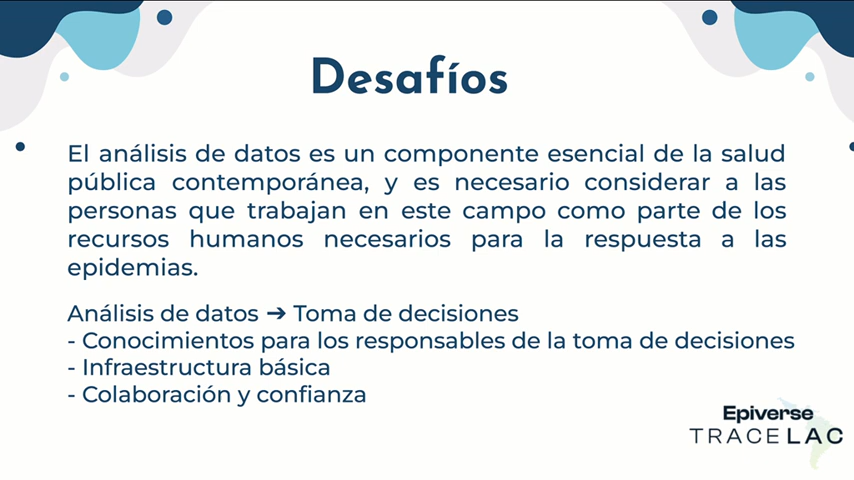 Desafíos
El análisis de datos es un componente esencial de la salud
pública contemporánea, y es necesario considerar a las
personas que trabajan en este campo como parte de los
recursos humanos necesarios para la respuesta a las
epidemias.
Análisis de datos ➔ Toma de decisiones
- Conocimientos para los responsables de la toma de decisiones
- Infraestructura básica
- Colaboración y confianza
Epiverse
TRACELAC